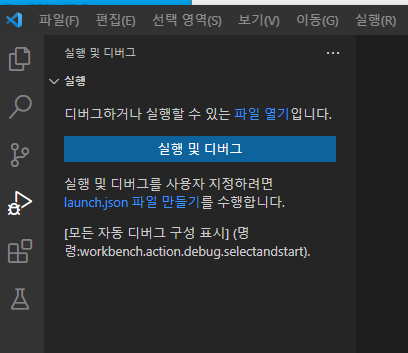 파일(F) 편집(E) 선택 영역(S) 보기(V) 이동(G) 실행(R)
실행 및 디버그 ...
실행
디버그하거나 실행할 수 있는 파일 열기입니다.
실행 및 디버그
실행 및 디버그를 사용자 지정하려면
launch.json 파일 만들기를 수행합니다.
[모든 자동 디버그 구성 표시] (명
령:workbench.action.debug.selectandstart).